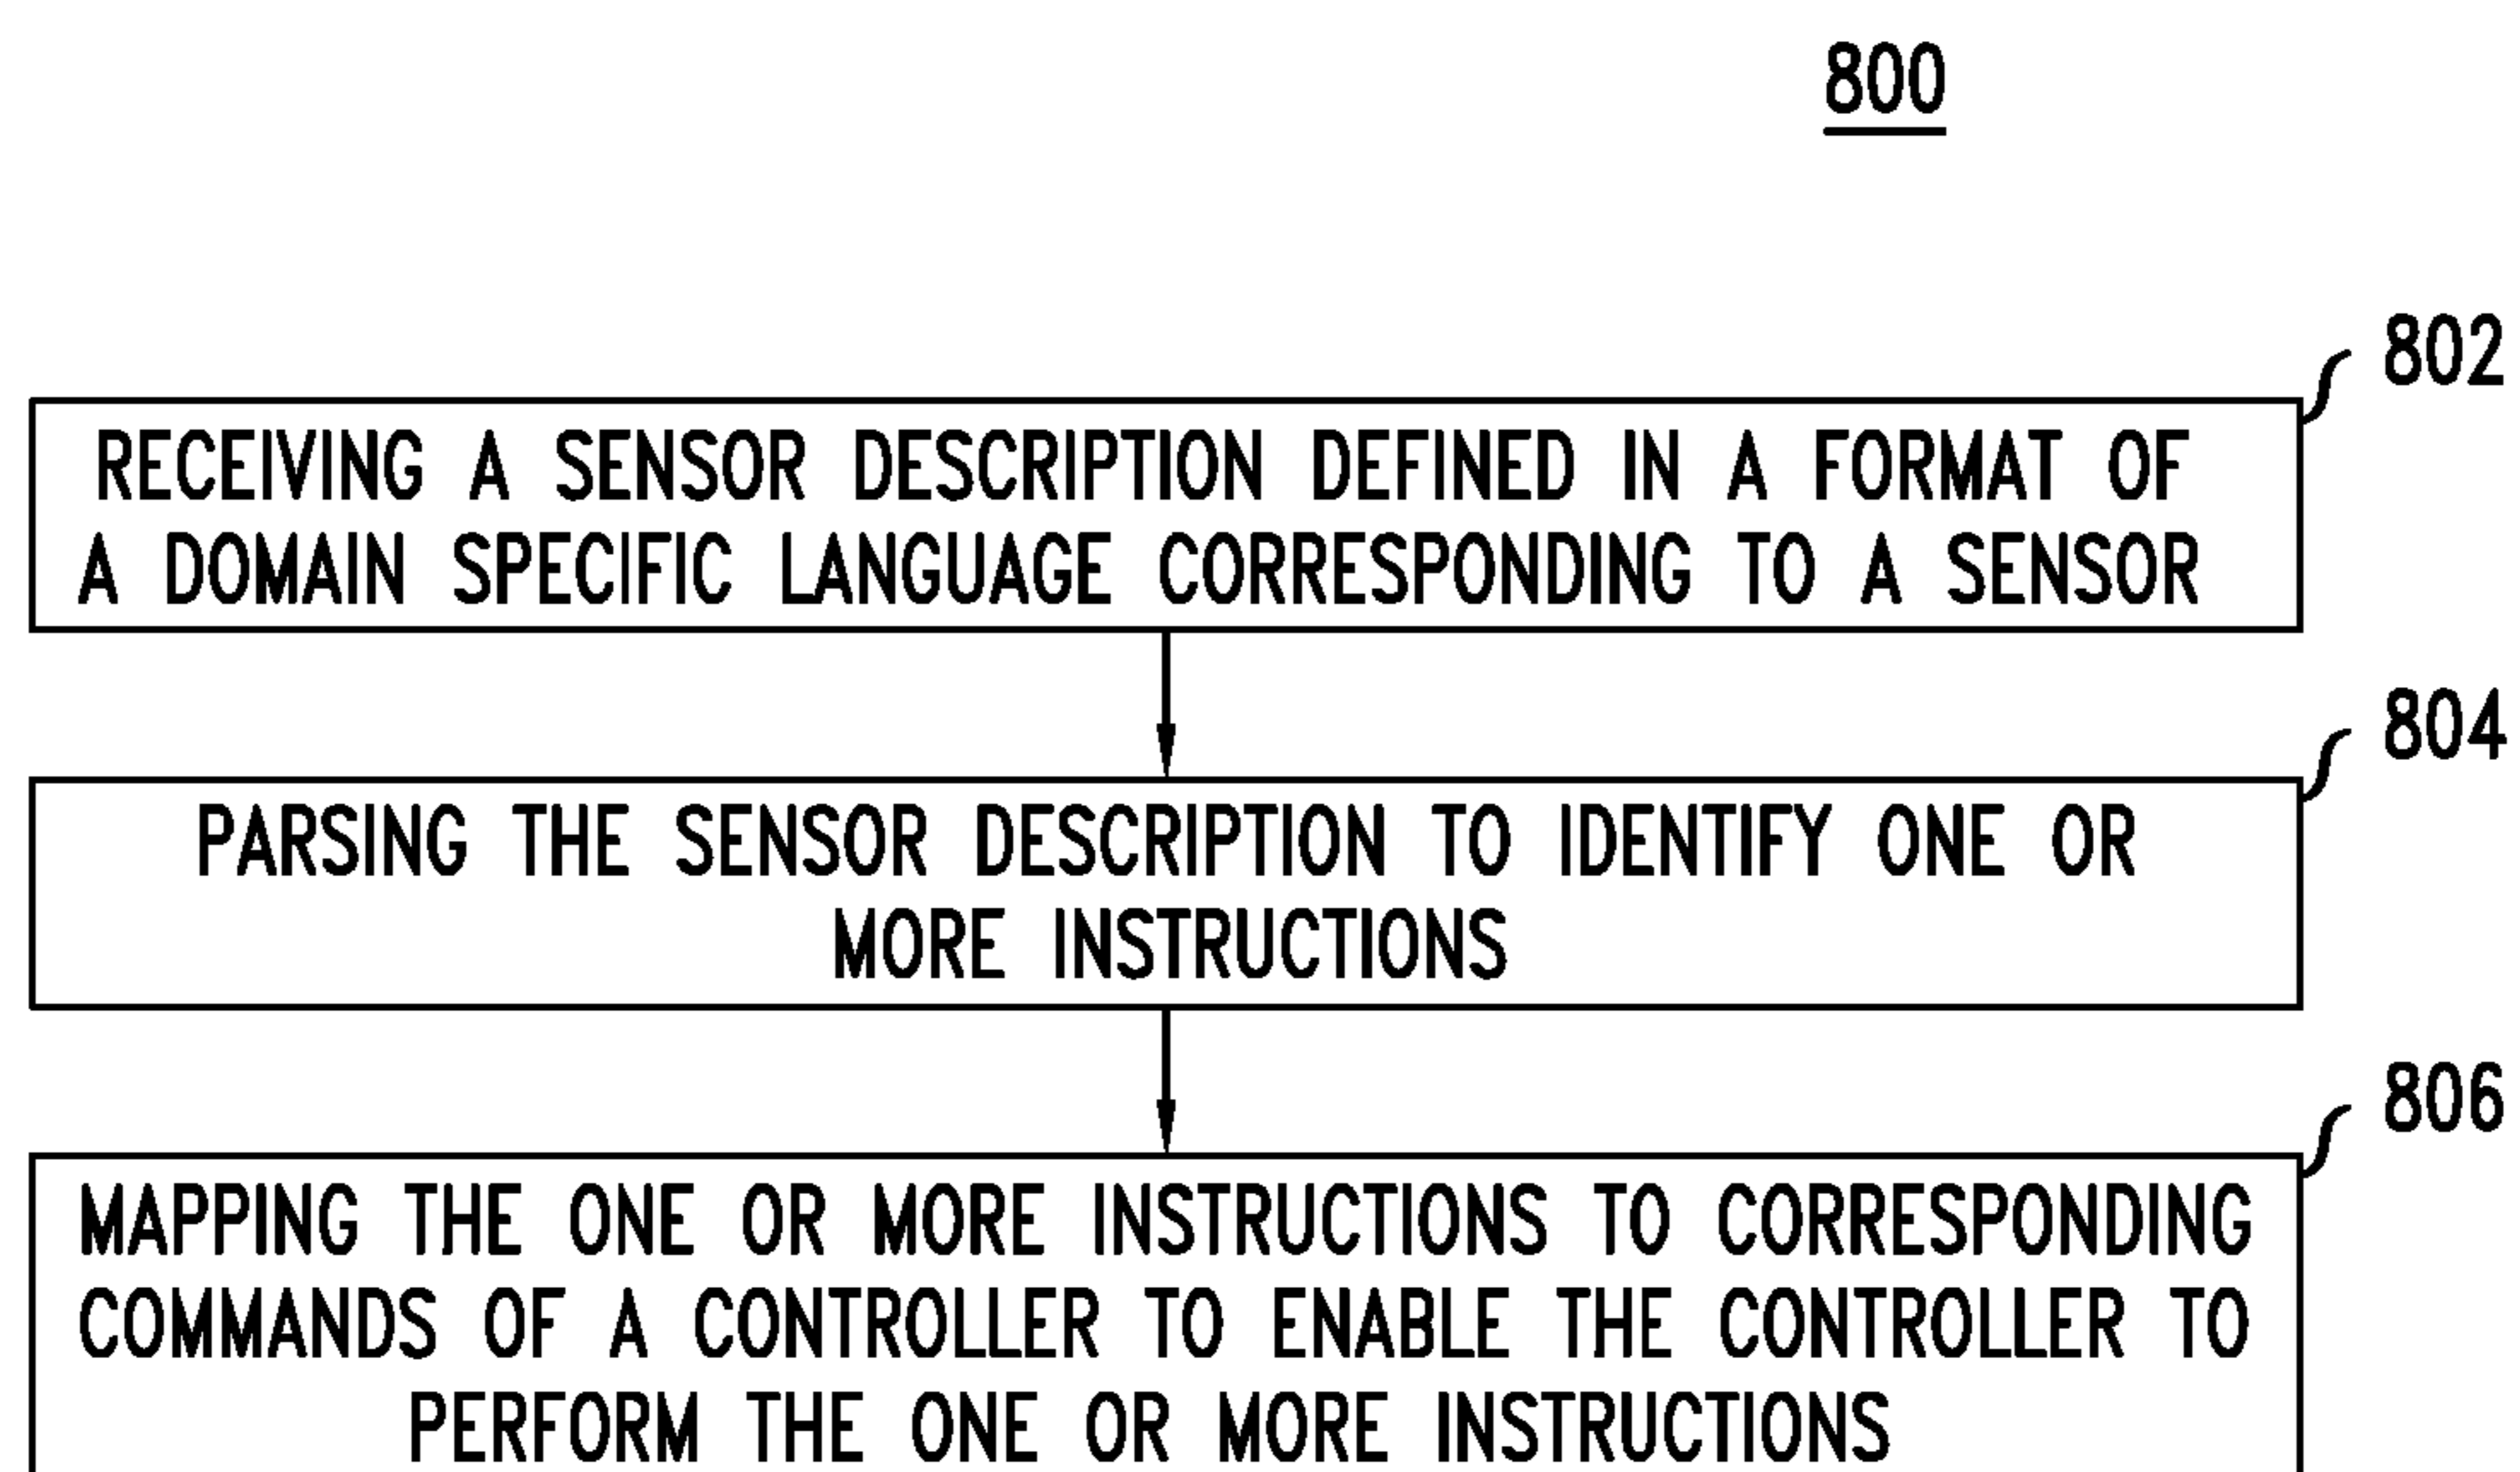 800
802
RECEIVING A SENSOR DESCRIPTION DEFINED IN A FORMAT OF
A DOMAIN SPECIFIC LANGUAGE CORRESPONDING TO A SENSOR
804
PARSING THE SENSOR DESCRIPTION TO IDENTIFY ONE OR
MORE INSTRUCTIONS
806
MAPPING THE ONE OR MORE INSTRUCTIONS TO CORRESPONDING
COMMANDS OF A CONTROLLER TO ENABLE THE CONTROLLER TO
PERFORM THE ONE OR MORE INSTRUCTIONS